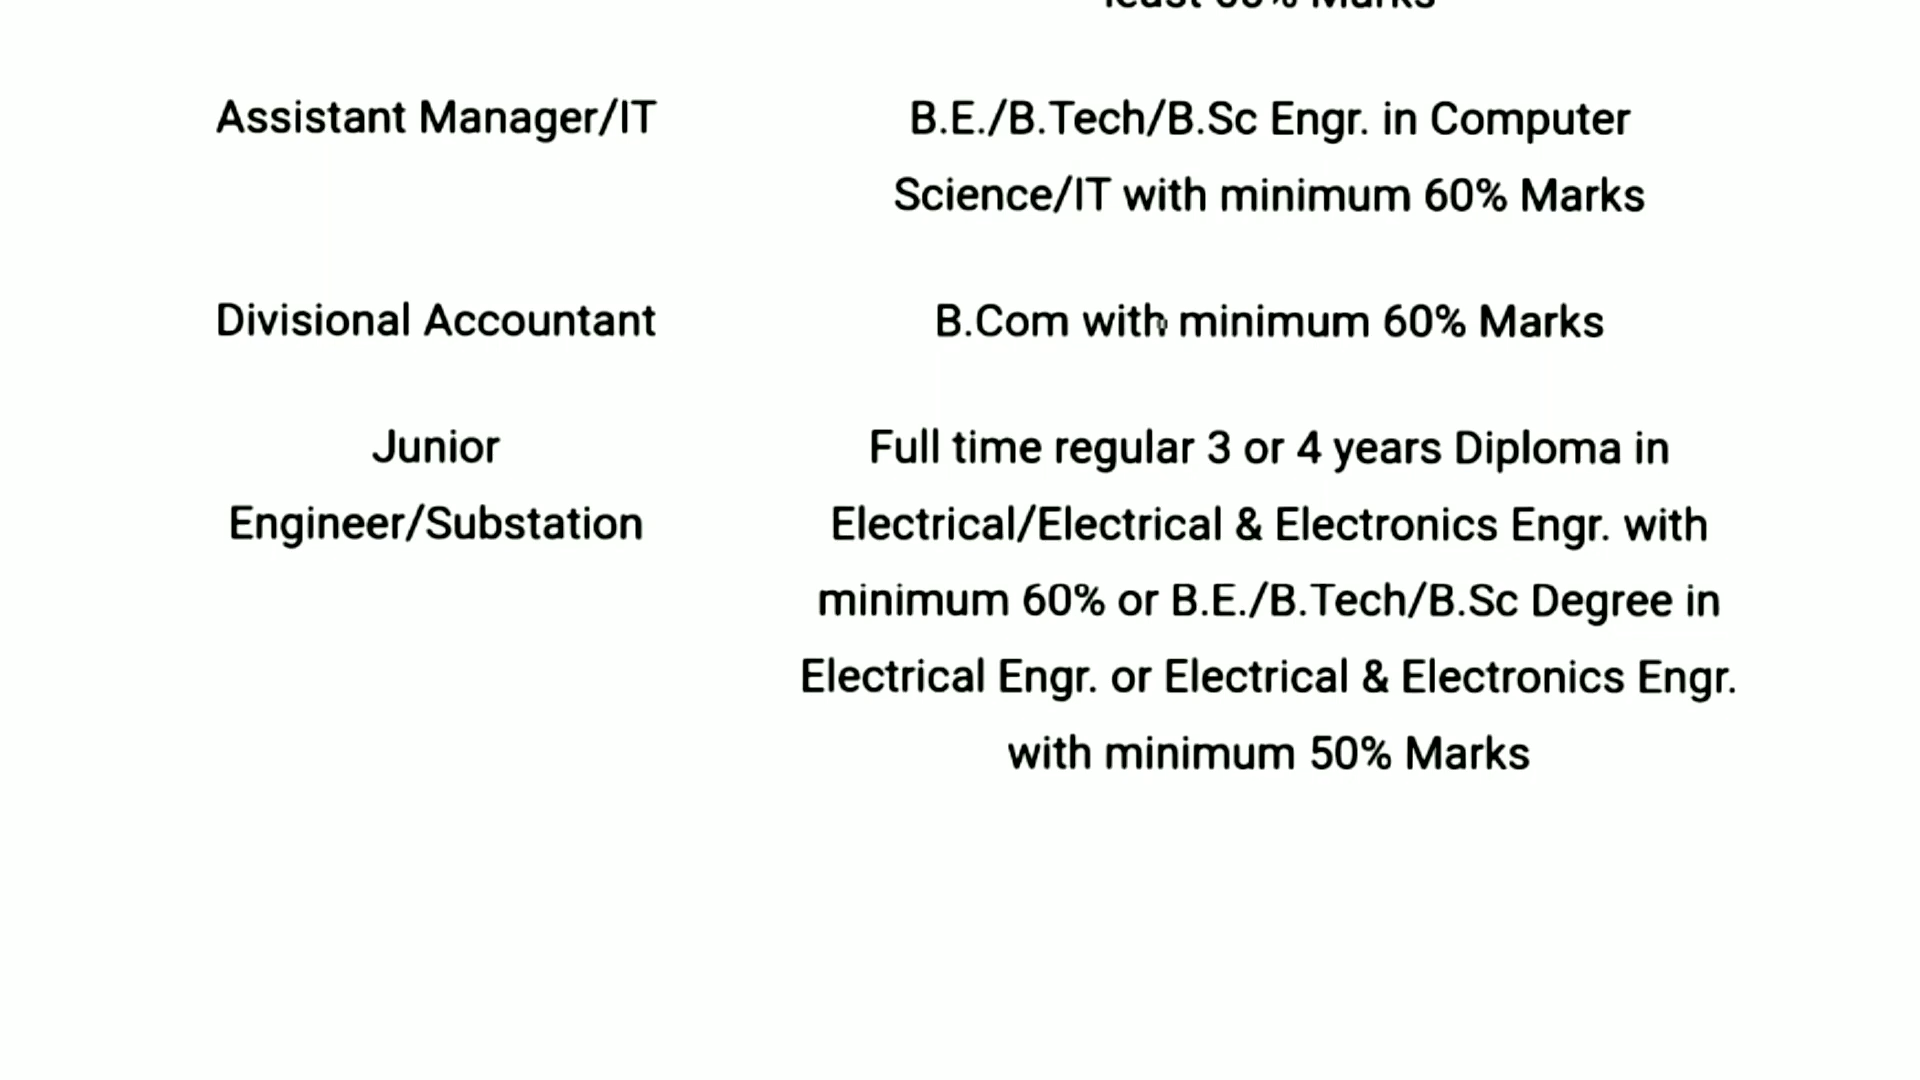 Marks
Assistant Manager/IT
B.E./B.Tech/B.Sc Engr. in Computer
Science/IT with minimum 60% Marks
Divisional Accountant
B.Com with minimum 60% Marks
Junior
Engineer/Substation
Full time regular 3 or 4 years Diploma in
Electrical/Electrical & Electronics Engr. with
minimum 60% or B.E./B.Tech/B.Sc Degree in
Electrical Engr. or Electrical & Electronics Engr.
with minimum 50% Marks